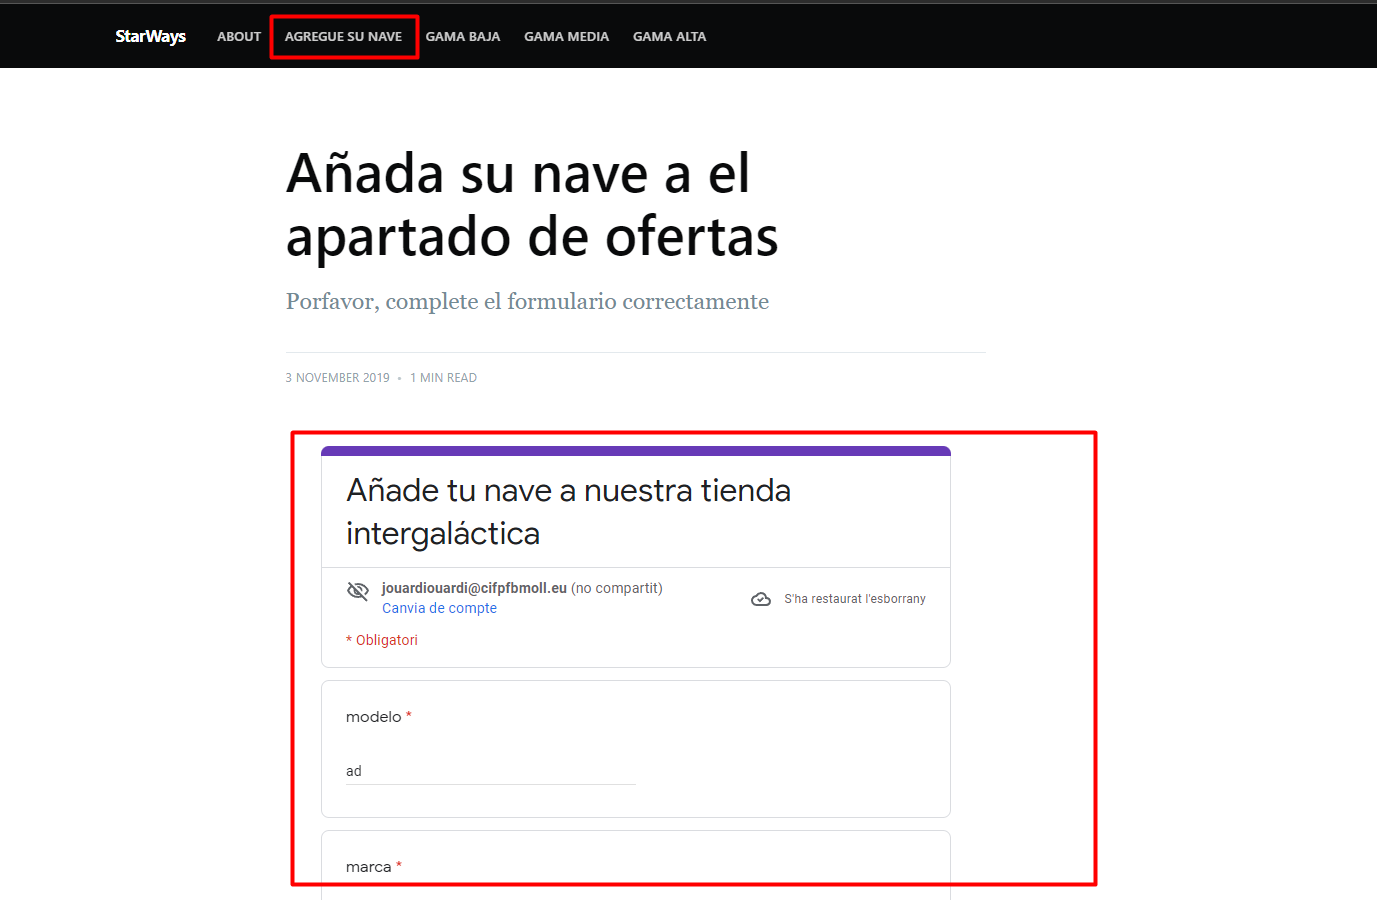 StarWays ABOUT AGREGUE SU NAVE GAMA BAJA GAMA MEDIA GAMA ALTA
Añada su nave a el
apartado de ofertas
Porfavor, complete el formulario correctamente
3 NOVEMBER 2019 • 1 MIN READ
Añade tu nave a nuestra tienda
intergaláctica
jouardiouardi@cifpfbmoll.eu (no compartit)
Canvia de compte
S'ha restaurat l'esborrany
* Obligatori
modelo *
ad
marca *